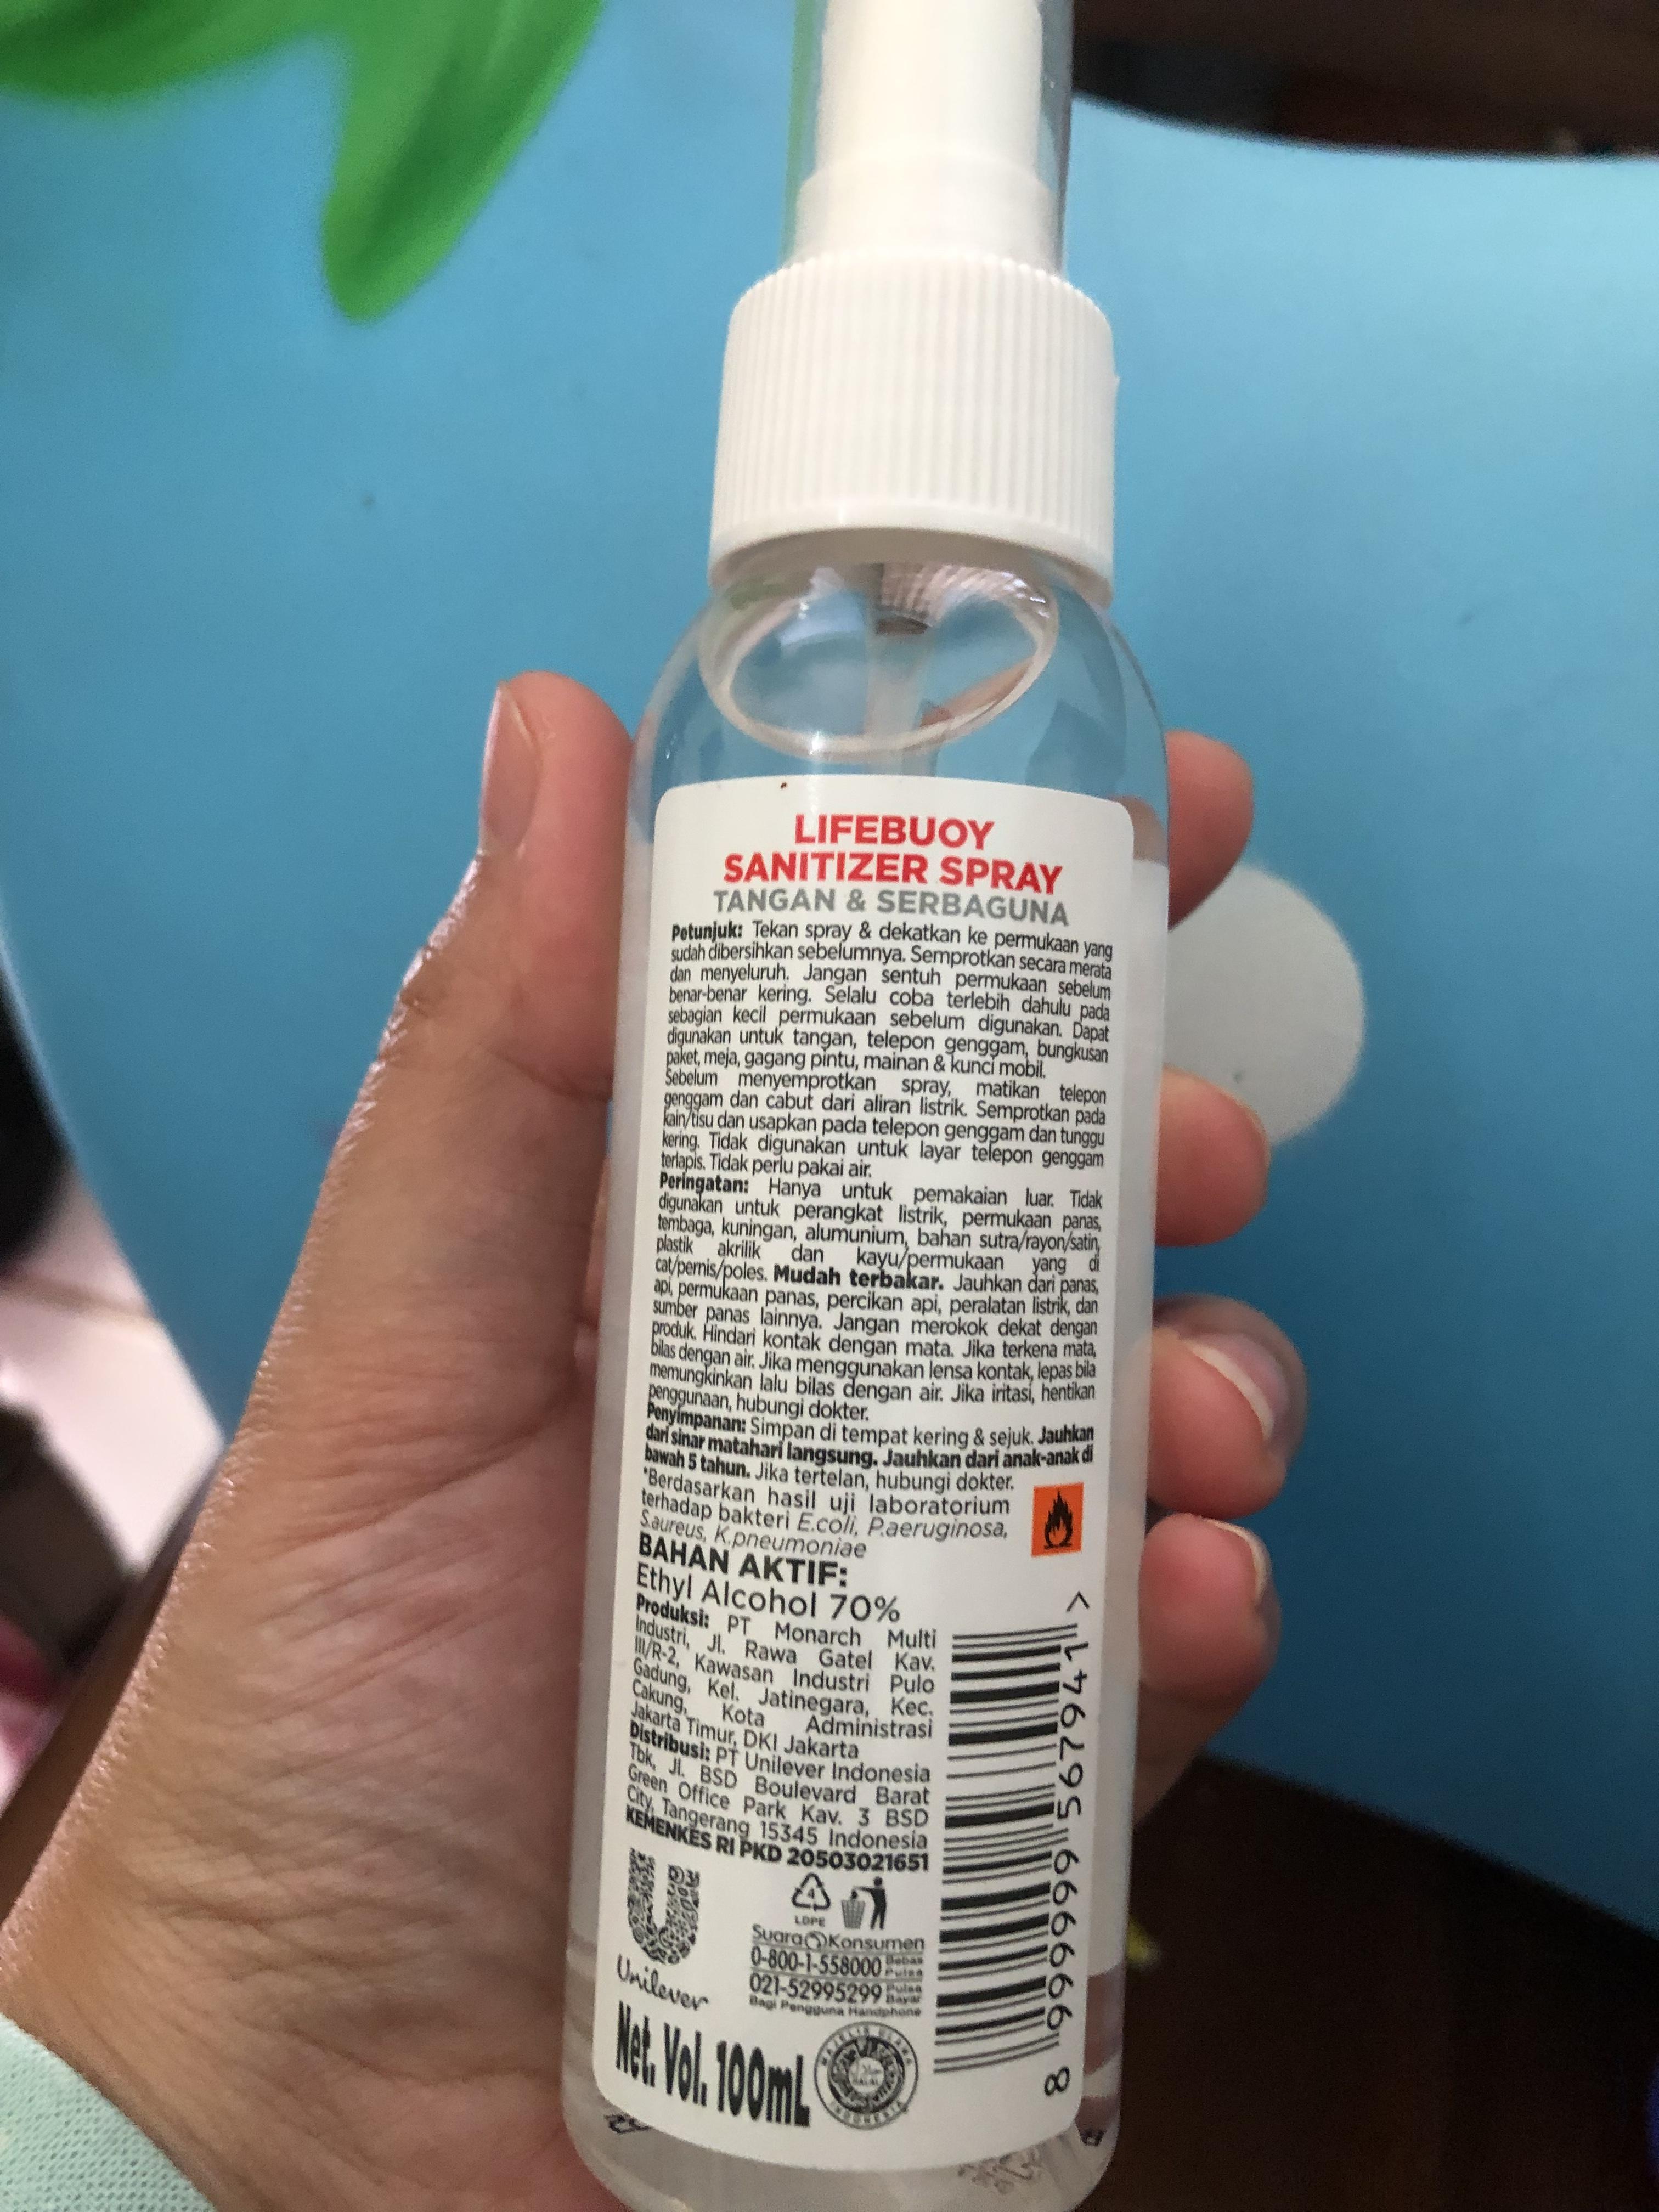 LIFEBUOY
SANITIZER SPRAY
TANGAN & SERBAGUNA
Petunjuk: Tekan spray & dekatkan ke permukaan yang
sudah dibersihkan sebelumnya. Semprotkan secara merata
dan menyeluruh. Jangan sentuh permukaan sebelum
benar-benar kering. Selalu coba terlebih dahulu pada
sebagian kecil permukaan sebelum digunakan. Dapat
digunakan untuk tangan, telepon genggam, bungkusan
paket, meja, gagang pintu, mainan & kunci mobil.
Sebelum menyemprotkan spray, matikan telepon
genggam dan cabut dari aliran listrik. Semprotkan pada
kain/tisu dan usapkan pada telepon genggam dan tunggu
kering. Tidak digunakan untuk layar telepon genggam
terlapis. Tidak perlu pakai air.
Peringatan: Hanya untuk pemakaian luar. Tidak
digunakan untuk perangkat listrik, permukaan panas,
tembaga, kuningan, alumunium, bahan sutra/rayon/satin,
plastik akrilik dan kayu/permukaan yang di
cat/pernis/poles. Mudah terbakar. Jauhkan dari panas,
api, permukaan panas, percikan api, peralatan listrik, dan
sumber panas lainnya. Jangan merokok dekat dengan
produk. Hindari kontak dengan mata. Jika terkena mata,
bilas dengan air. Jika menggunakan lensa kontak, lepas bila
memungkinkan lalu bilas dengan air. Jika iritasi, hentikan
penggunaan, hubungi dokter.
Penyimpanan: Simpan di tempat kering & sejuk. Jauhkan
dari sinar matahari langsung. Jauhkan dari anak-anak di
bawah 5 tahun. Jika tertelan, hubungi dokter.
*Berdasarkan hasil uji laboratorium
terhadap bakteri E.coli, P.aeruginosa,
S.aureus, K.pneumoniae
BAHAN AKTIF:
Ethyl Alcohol 70%
Produksi: PT Monarch Multi
Industri, Jl. Rawa Gatel Kav.
III/R-2, Kawasan Industri Pulo
Gadung, Kel. Jatinegara, Kec.
Cakung, Kota Administrasi
Jakarta Timur, DKI Jakarta
Distribusi: PT Unilever Indonesia
Tbk, Jl. BSD Boulevard Barat
Green Office Park Kav. 3 BSD
City, Tangerang 15345 Indonesia
KEMENKES RI PKD 20503021651
4
LDPE
Suara Konsumen
0-800-1-558000 Bebas Pulsa
021-52995299 Pulsa Bayar
Bagi Pengguna Handphone
Unilever
Net. Vol. 100mL
MAJELIS ULAMA INDONESIA
HALAL
8 999999 567941 >